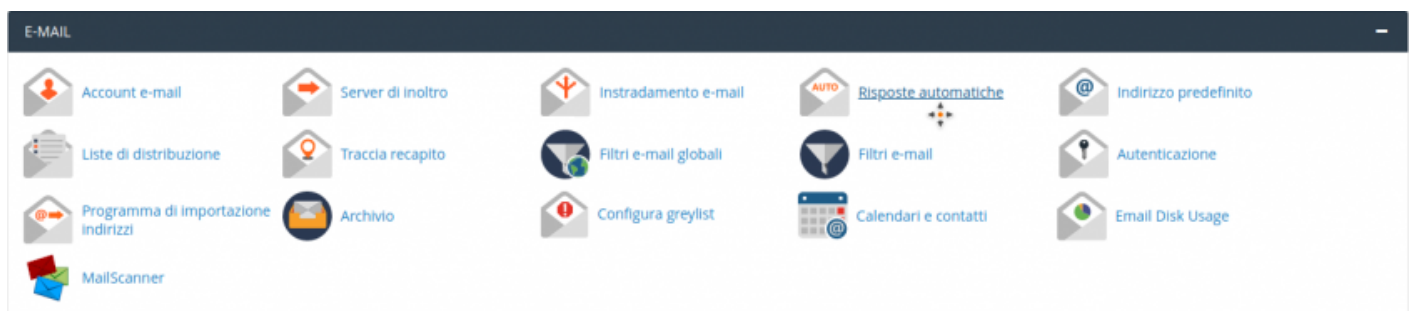 E-MAIL
Account e-mail
Server di inoltro
Instradamento e-mail
AUTO
Risposte automatiche
@
Indirizzo predefinito
Liste di distribuzione
Traccia recapito
Filtri e-mail globali
Filtri e-mail
Autenticazione
@
Programma di importazione
indirizzi
Archivio
Configura greylist
@
Calendari e contatti
Email Disk Usage
MailScanner